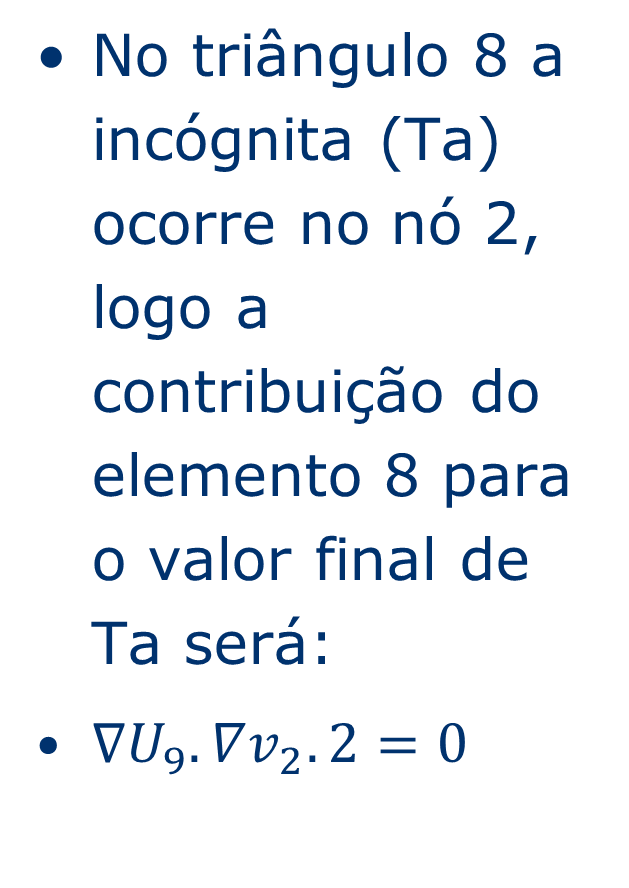 • No triângulo 8 a
incógnita (Ta)
ocorre no nó 2,
logo a
contribuição do
elemento 8 para
o valor final de
Ta será:
• ∇U₉. ∇v₂. 2 = 0